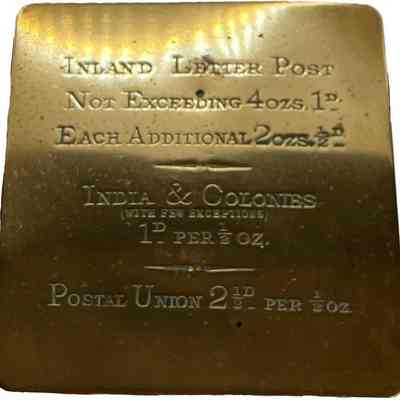 INLAND LETTER POST
NOT EXCEEDING 4OZS. 1D.
EACH ADDITIONAL 2OZS. ½D
INDIA & COLONIES
(WITH FEW EXCEPTIONS)
1D PER ½ OZ.
POSTAL UNION 2½D PER ½ OZ